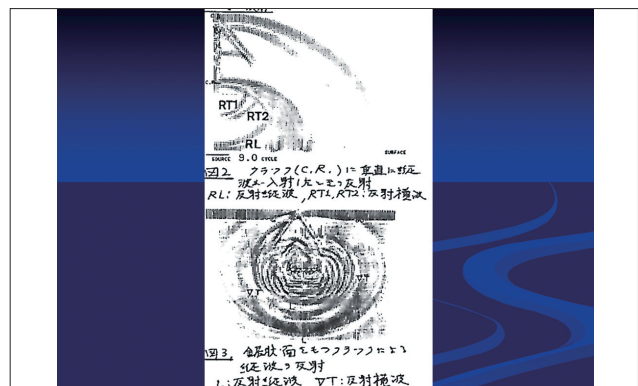 C.R.
RT1
RT2
RL
SOURCE 9.0 CYCLE
SURFACE
図2 クラック(C.R.)に垂直に縦
波が入射したときの反射
RL:反射縦波, RT1, RT2:反射横波
▽T
▽T
L
図3. 鋸歯状面をもつクラックによる
縦波の反射
L:反射縦波 ▽T:反射横波